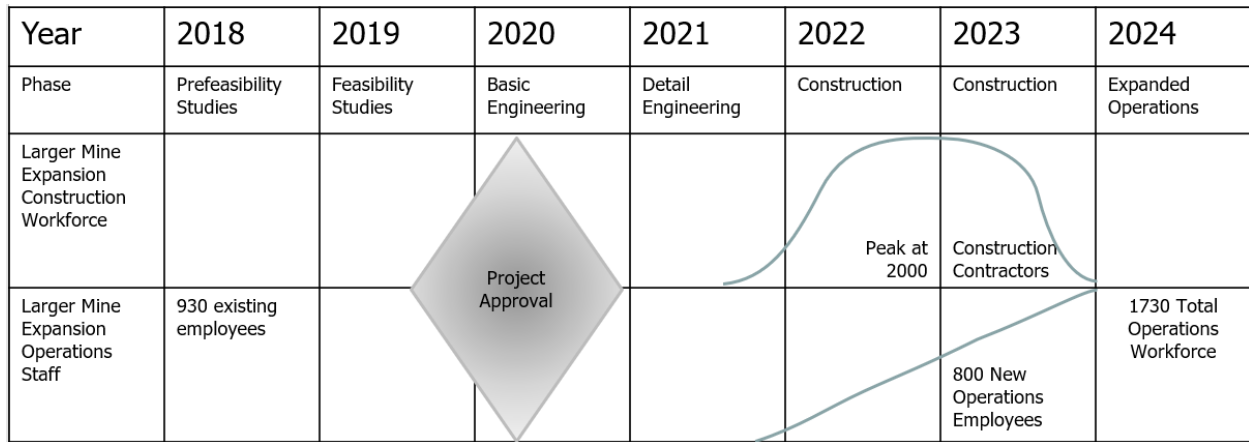 Year
2018
2019
2020
2021
2022
2023
2024
Phase
Prefeasibility
Studies
Feasibility
Studies
Basic
Engineering
Detail
Engineering
Construction
Construction
Expanded
Operations
Larger Mine
Expansion
Construction
Workforce
Project
Approval
Peak at
2000
Construction
Contractors
Larger Mine
Expansion
Operations
Staff
930 existing
employees
800 New
Operations
Employees
1730 Total
Operations
Workforce